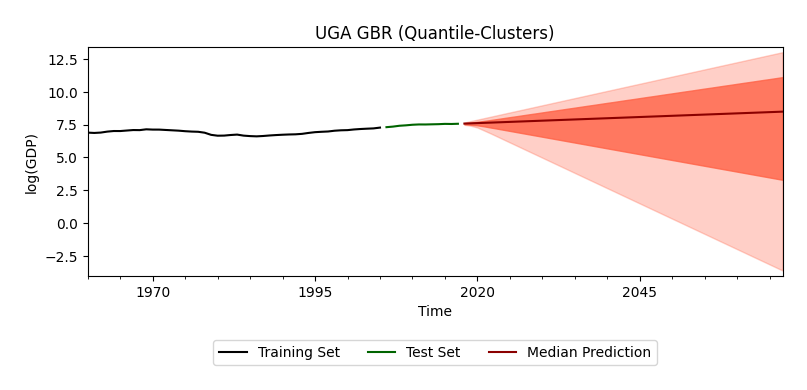 UGA GBR (Quantile-Clusters)
12.5
10.0
7.5
5.0
2.5
0.0
−2.5
log(GDP)
1970 1995 2020 2045
Time
Training Set Test Set Median Prediction